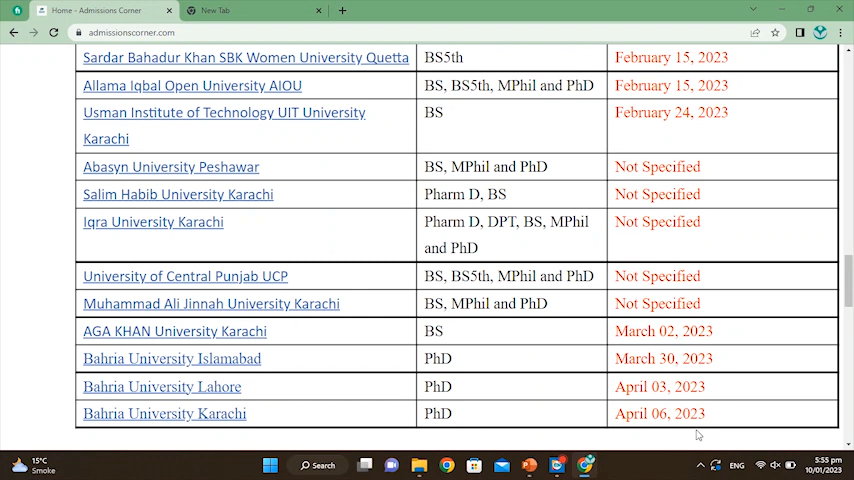 Home - Admissions Corner
New Tab
admissionscorner.com
Sardar Bahadur Khan SBK Women University Quetta BS5th February 15, 2023
Allama Iqbal Open University AIOU BS, BS5th, MPhil and PhD February 15, 2023
Usman Institute of Technology UIT University BS February 24, 2023
Karachi
Abasyn University Peshawar BS, MPhil and PhD Not Specified
Salim Habib University Karachi Pharm D, BS Not Specified
Iqra University Karachi Pharm D, DPT, BS, MPhil Not Specified
and PhD
University of Central Punjab UCP BS, BS5th, MPhil and PhD Not Specified
Muhammad Ali Jinnah University Karachi BS, MPhil and PhD Not Specified
AGA KHAN University Karachi BS March 02, 2023
Bahria University Islamabad PhD March 30, 2023
Bahria University Lahore PhD April 03, 2023
Bahria University Karachi PhD April 06, 2023
15°C
Smoke
Search
ENG
5:55 pm
10/01/2023